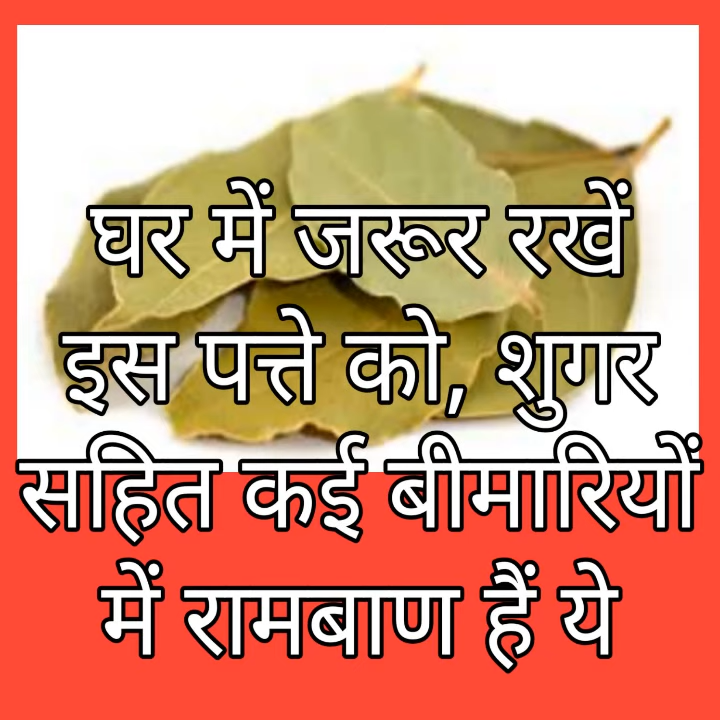 घर में जरूर रखें
इस पत्ते को, शुगर
सहित कई बीमारियों
में रामबाण हैं ये